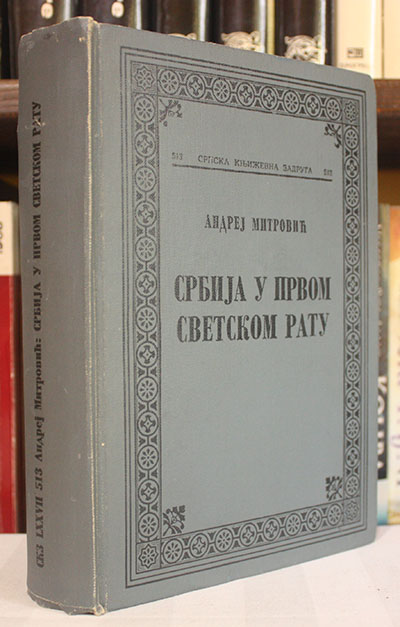 СКЗ LXXVII 513 Андреј Митровић: СРБИЈА У ПРВОМ СВЕТСКОМ РАТУ
513 СРПСКА КЊИЖЕВНА ЗАДРУГА 513
АНДРЕЈ МИТРОВИЋ
СРБИЈА У ПРВОМ
СВЕТСКОМ РАТУ